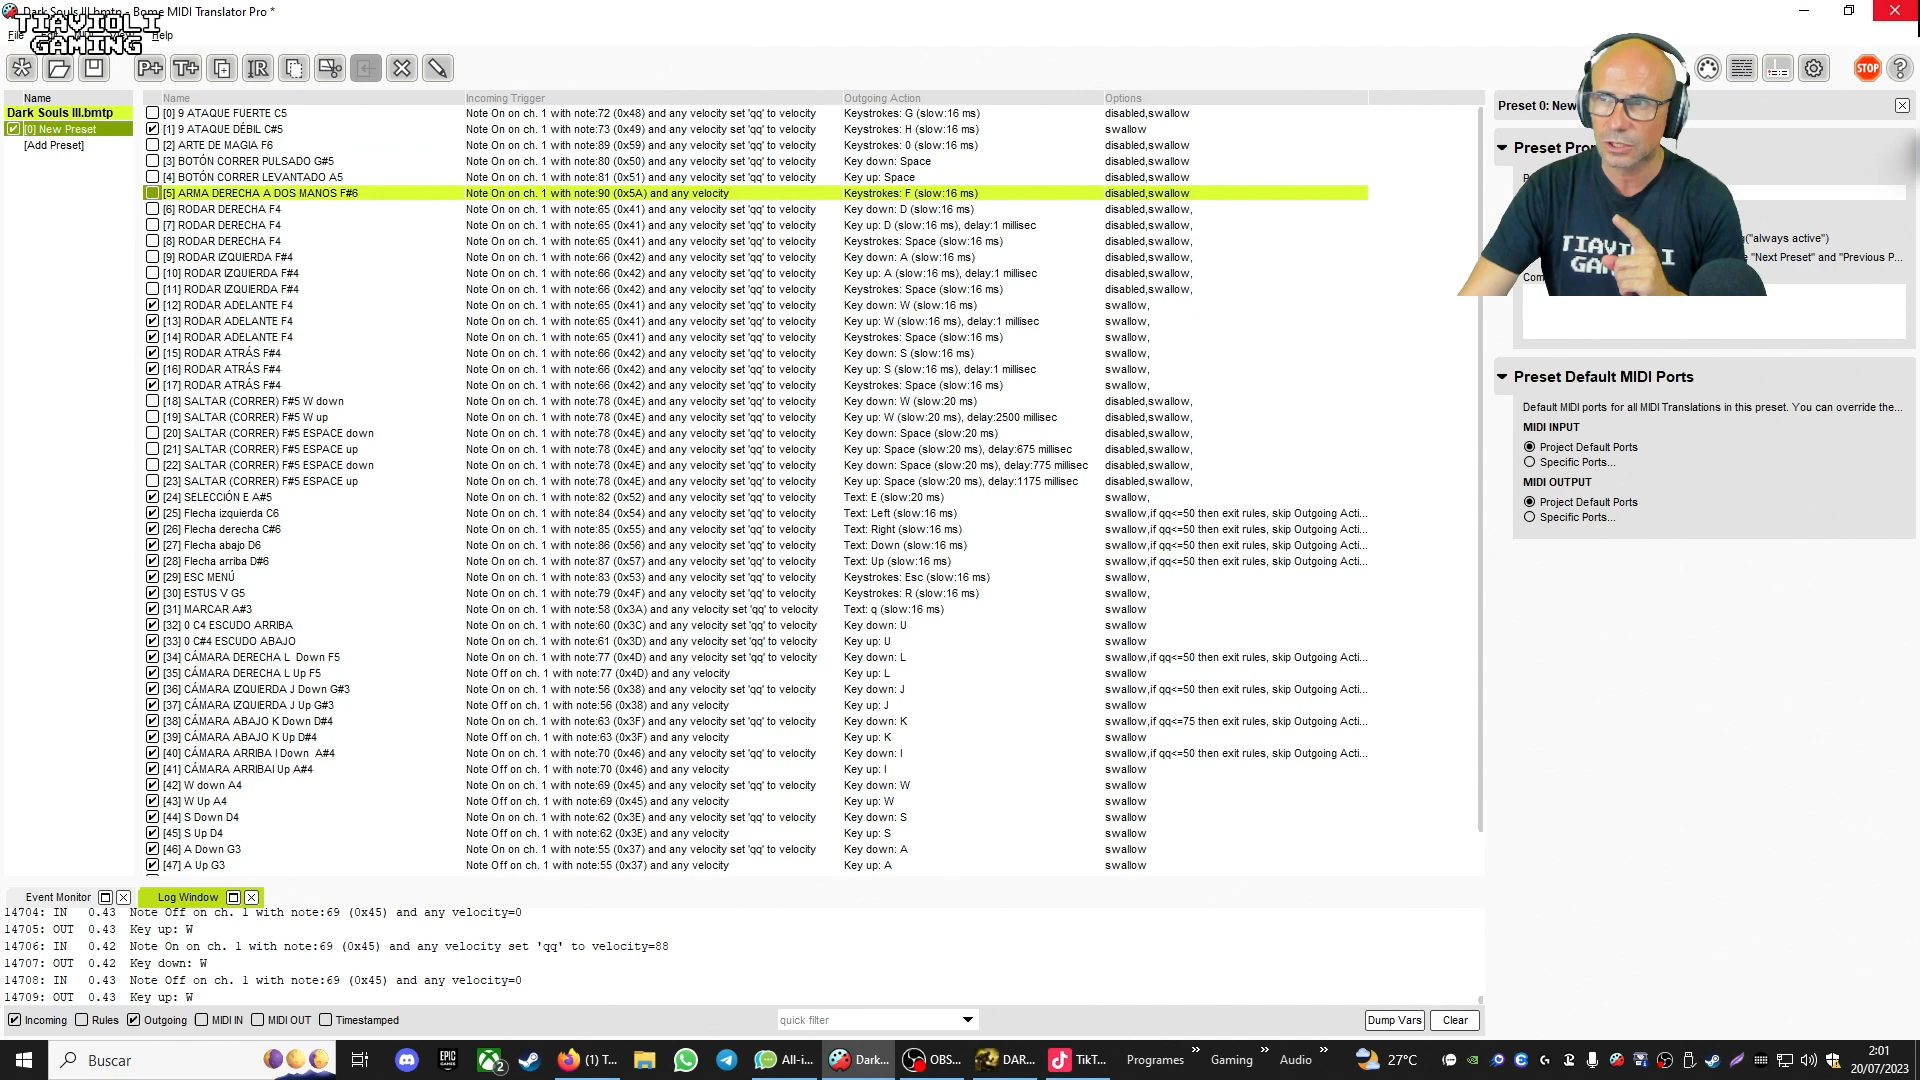 Dark Souls III.bmtp - Bome MIDI Translator Pro *
TIAVIOLI
GAMING
File
Help
P+
T+
STOP
?
Name
Dark Souls III.bmtp
[0] New Preset
[Add Preset]
Name Incoming Trigger Outgoing Action Options
[0] 9 ATAQUE FUERTE C5 Note On on ch. 1 with note:72 (0x48) and any velocity set 'qq' to velocity Keystrokes: G (slow:16 ms) disabled,swallow
[1] 9 ATAQUE DÉBIL C#5 Note On on ch. 1 with note:73 (0x49) and any velocity set 'qq' to velocity Keystrokes: H (slow:16 ms) swallow
[2] ARTE DE MAGIA F6 Note On on ch. 1 with note:89 (0x59) and any velocity set 'qq' to velocity Keystrokes: 0 (slow:16 ms) disabled,swallow
[3] BOTÓN CORRER PULSADO G#5 Note On on ch. 1 with note:80 (0x50) and any velocity set 'qq' to velocity Key down: Space disabled,swallow
[4] BOTÓN CORRER LEVANTADO A5 Note On on ch. 1 with note:81 (0x51) and any velocity set 'qq' to velocity Key up: Space disabled,swallow
[5] ARMA DERECHA A DOS MANOS F#6 Note On on ch. 1 with note:90 (0x5A) and any velocity Keystrokes: F (slow:16 ms) disabled,swallow
[6] RODAR DERECHA F4 Note On on ch. 1 with note:65 (0x41) and any velocity set 'qq' to velocity Key down: D (slow:16 ms) disabled,swallow,
[7] RODAR DERECHA F4 Note On on ch. 1 with note:65 (0x41) and any velocity set 'qq' to velocity Key up: D (slow:16 ms), delay:1 millisec disabled,swallow,
[8] RODAR DERECHA F4 Note On on ch. 1 with note:65 (0x41) and any velocity set 'qq' to velocity Keystrokes: Space (slow:16 ms) disabled,swallow,
[9] RODAR IZQUIERDA F#4 Note On on ch. 1 with note:66 (0x42) and any velocity set 'qq' to velocity Key down: A (slow:16 ms) disabled,swallow,
[10] RODAR IZQUIERDA F#4 Note On on ch. 1 with note:66 (0x42) and any velocity set 'qq' to velocity Key up: A (slow:16 ms), delay:1 millisec disabled,swallow,
[11] RODAR IZQUIERDA F#4 Note On on ch. 1 with note:66 (0x42) and any velocity set 'qq' to velocity Keystrokes: Space (slow:16 ms) disabled,swallow,
[12] RODAR ADELANTE F4 Note On on ch. 1 with note:65 (0x41) and any velocity set 'qq' to velocity Key down: W (slow:16 ms) swallow,
[13] RODAR ADELANTE F4 Note On on ch. 1 with note:65 (0x41) and any velocity set 'qq' to velocity Key up: W (slow:16 ms), delay:1 millisec swallow,
[14] RODAR ADELANTE F4 Note On on ch. 1 with note:65 (0x41) and any velocity set 'qq' to velocity Keystrokes: Space (slow:16 ms) swallow,
[15] RODAR ATRÁS F#4 Note On on ch. 1 with note:66 (0x42) and any velocity set 'qq' to velocity Key down: S (slow:16 ms) swallow,
[16] RODAR ATRÁS F#4 Note On on ch. 1 with note:66 (0x42) and any velocity set 'qq' to velocity Key up: S (slow:16 ms), delay:1 millisec swallow,
[17] RODAR ATRÁS F#4 Note On on ch. 1 with note:66 (0x42) and any velocity set 'qq' to velocity Keystrokes: Space (slow:16 ms) swallow,
[18] SALTAR (CORRER) F#5 W down Note On on ch. 1 with note:78 (0x4E) and any velocity set 'qq' to velocity Key down: W (slow:20 ms) disabled,swallow,
[19] SALTAR (CORRER) F#5 W up Note On on ch. 1 with note:78 (0x4E) and any velocity set 'qq' to velocity Key up: W (slow:20 ms), delay:2500 millisec disabled,swallow,
[20] SALTAR (CORRER) F#5 ESPACE down Note On on ch. 1 with note:78 (0x4E) and any velocity set 'qq' to velocity Key down: Space (slow:20 ms) disabled,swallow,
[21] SALTAR (CORRER) F#5 ESPACE up Note On on ch. 1 with note:78 (0x4E) and any velocity set 'qq' to velocity Key up: Space (slow:20 ms), delay:675 millisec disabled,swallow,
[22] SALTAR (CORRER) F#5 ESPACE down Note On on ch. 1 with note:78 (0x4E) and any velocity set 'qq' to velocity Key down: Space (slow:20 ms), delay:775 millisec disabled,swallow,
[23] SALTAR (CORRER) F#5 ESPACE up Note On on ch. 1 with note:78 (0x4E) and any velocity set 'qq' to velocity Key up: Space (slow:20 ms), delay:1175 millisec disabled,swallow,
[24] SELECCIÓN E A#5 Note On on ch. 1 with note:82 (0x52) and any velocity set 'qq' to velocity Text: E (slow:20 ms) swallow,
[25] Flecha izquierda C6 Note On on ch. 1 with note:84 (0x54) and any velocity set 'qq' to velocity Text: Left (slow:16 ms) swallow,if qq<=50 then exit rules, skip Outgoing Acti...
[26] Flecha derecha C#6 Note On on ch. 1 with note:85 (0x55) and any velocity set 'qq' to velocity Text: Right (slow:16 ms) swallow,if qq<=50 then exit rules, skip Outgoing Acti...
[27] Flecha abajo D6 Note On on ch. 1 with note:86 (0x56) and any velocity set 'qq' to velocity Text: Down (slow:16 ms) swallow,if qq<=50 then exit rules, skip Outgoing Acti...
[28] Flecha arriba D#6 Note On on ch. 1 with note:87 (0x57) and any velocity set 'qq' to velocity Text: Up (slow:16 ms) swallow,if qq<=50 then exit rules, skip Outgoing Acti...
[29] ESC MENÚ Note On on ch. 1 with note:83 (0x53) and any velocity set 'qq' to velocity Keystrokes: Esc (slow:16 ms) swallow,
[30] ESTUS V G5 Note On on ch. 1 with note:79 (0x4F) and any velocity set 'qq' to velocity Keystrokes: R (slow:16 ms) swallow,
[31] MARCAR A#3 Note On on ch. 1 with note:58 (0x3A) and any velocity set 'qq' to velocity Text: q (slow:16 ms) swallow
[32] 0 C4 ESCUDO ARRIBA Note On on ch. 1 with note:60 (0x3C) and any velocity set 'qq' to velocity Key down: U swallow
[33] 0 C#4 ESCUDO ABAJO Note On on ch. 1 with note:61 (0x3D) and any velocity set 'qq' to velocity Key up: U swallow
[34] CÁMARA DERECHA L Down F5 Note On on ch. 1 with note:77 (0x4D) and any velocity set 'qq' to velocity Key down: L swallow,if qq<=50 then exit rules, skip Outgoing Acti...
[35] CÁMARA DERECHA L Up F5 Note Off on ch. 1 with note:77 (0x4D) and any velocity Key up: L swallow
[36] CÁMARA IZQUIERDA J Down G#3 Note On on ch. 1 with note:56 (0x38) and any velocity set 'qq' to velocity Key down: J swallow,if qq<=50 then exit rules, skip Outgoing Acti...
[37] CÁMARA IZQUIERDA J Up G#3 Note Off on ch. 1 with note:56 (0x38) and any velocity Key up: J swallow
[38] CÁMARA ABAJO K Down D#4 Note On on ch. 1 with note:63 (0x3F) and any velocity set 'qq' to velocity Key down: K swallow,if qq<=75 then exit rules, skip Outgoing Acti...
[39] CÁMARA ABAJO K Up D#4 Note Off on ch. 1 with note:63 (0x3F) and any velocity Key up: K swallow
[40] CÁMARA ARRIBA I Down A#4 Note On on ch. 1 with note:70 (0x46) and any velocity set 'qq' to velocity Key down: I swallow,if qq<=50 then exit rules, skip Outgoing Acti...
[41] CÁMARA ARRIBAI Up A#4 Note Off on ch. 1 with note:70 (0x46) and any velocity Key up: I swallow
[42] W down A4 Note On on ch. 1 with note:69 (0x45) and any velocity set 'qq' to velocity Key down: W swallow
[43] W Up A4 Note Off on ch. 1 with note:69 (0x45) and any velocity Key up: W swallow
[44] S Down D4 Note On on ch. 1 with note:62 (0x3E) and any velocity set 'qq' to velocity Key down: S swallow
[45] S Up D4 Note Off on ch. 1 with note:62 (0x3E) and any velocity Key up: S swallow
[46] A Down G3 Note On on ch. 1 with note:55 (0x37) and any velocity set 'qq' to velocity Key down: A swallow
[47] A Up G3 Note Off on ch. 1 with note:55 (0x37) and any velocity Key up: A swallow
Preset 0: New
Preset Pro
TIAVIOLI
("always active")
"Next Preset" and "Previous P...
Com
Preset Default MIDI Ports
Default MIDI ports for all MIDI Translations in this preset. You can override the...
MIDI INPUT
Project Default Ports
Specific Ports...
MIDI OUTPUT
Project Default Ports
Specific Ports...
Event Monitor
Log Window
14704: IN 0.43 Note Off on ch. 1 with note:69 (0x45) and any velocity=0
14705: OUT 0.43 Key up: W
14706: IN 0.42 Note On on ch. 1 with note:69 (0x45) and any velocity set 'qq' to velocity=88
14707: OUT 0.42 Key down: W
14708: IN 0.43 Note Off on ch. 1 with note:69 (0x45) and any velocity=0
14709: OUT 0.43 Key up: W
Incoming Rules Outgoing MIDI IN MIDI OUT Timestamped
quick filter
Dump Vars
Clear
Buscar
EPIC GAMES
2
(1) T...
All-i...
Dark...
OBS...
DAR...
TikT...
Programes
Gaming
Audio
27°C
2:01
20/07/2023